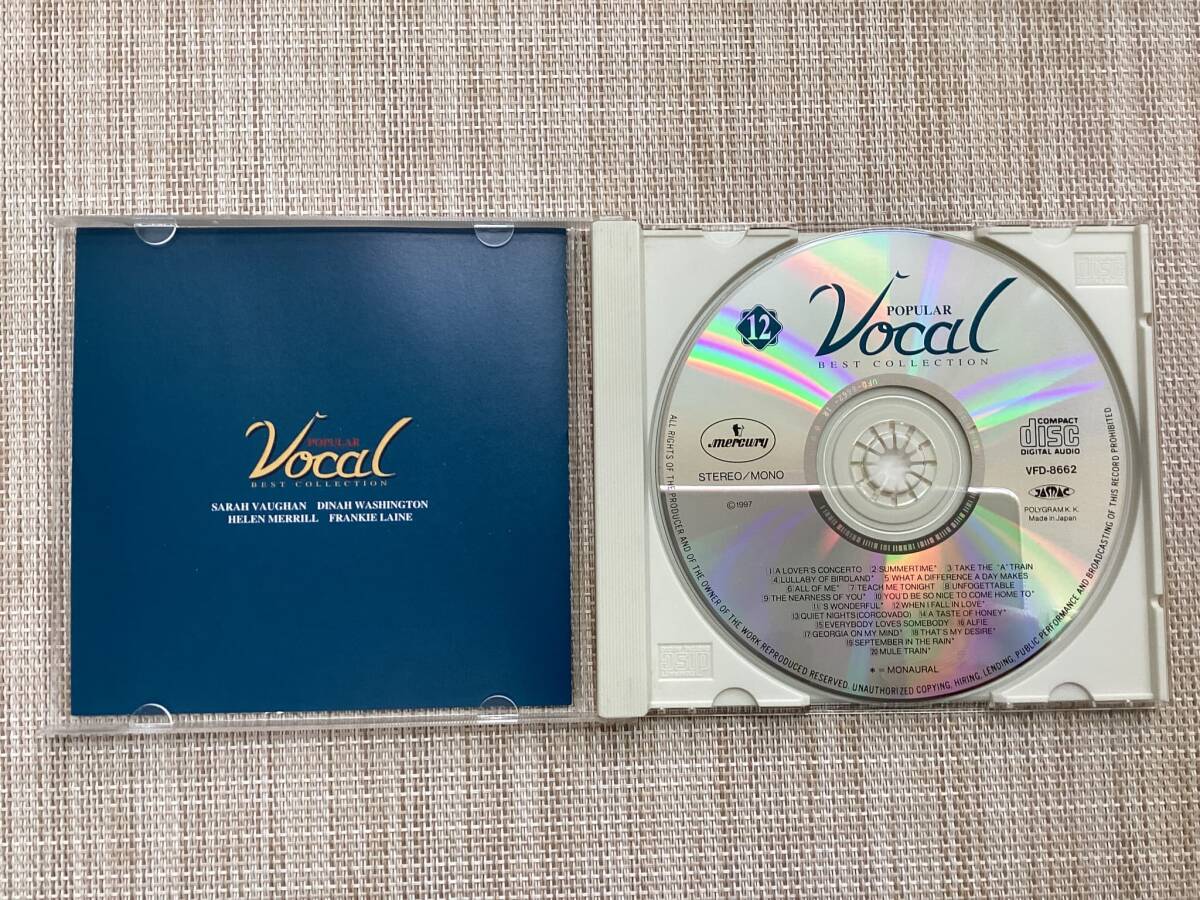 POPULAR
Vocal
BEST COLLECTION
SARAH VAUGHAN DINAH WASHINGTON
HELEN MERRILL FRANKIE LAINE
12
POPULAR
Vocal
BEST COLLECTION
mercury
STEREO/MONO
©1997
COMPACT
disc
DIGITAL AUDIO
VFD-8662
JASRAC
POLYGRAM K.K.
Made in Japan
1 A LOVER'S CONCERTO 2 SUMMERTIME* 3 TAKE THE "A" TRAIN
4 LULLABY OF BIRDLAND* 5 WHAT A DIFFERENCE A DAY MAKES
6 ALL OF ME* 7 TEACH ME TONIGHT 8 UNFOGETTABLE
9 THE NEARNESS OF YOU* 10 YOU'D BE SO NICE TO COME HOME TO*
11 'S WONDERFUL* 12 WHEN I FALL IN LOVE*
13 QUIET NIGHTS (CORCOVADO) 14 A TASTE OF HONEY*
15 EVERYBODY LOVES SOMEBODY 16 ALFIE
17 GEORGIA ON MY MIND* 18 THAT'S MY DESIRE*
19 SEPTEMBER IN THE RAIN*
20 MULE TRAIN*
* = MONAURAL
ALL RIGHTS OF THE PRODUCER AND OF THE OWNER OF THE WORK REPRODUCED RESERVED. UNAUTHORIZED COPYING, HIRING, LENDING, PUBLIC PERFORMANCE AND BROADCASTING OF THIS RECORD PROHIBITED